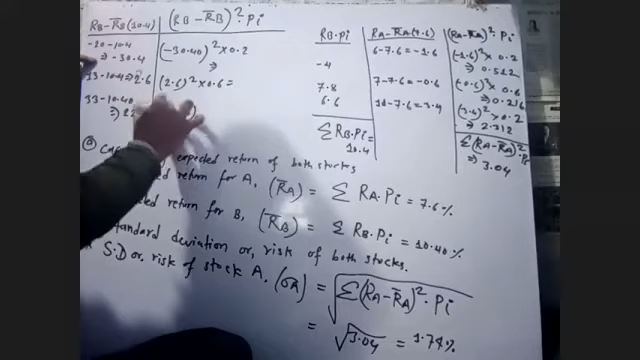 RB-R̅B(10.4) (RB-R̅B)²·Pi
-20-10.4
⇒ -30.4 (-30.40)²×0.2
⇒
13-10.4⇒2.6 (2.6)²×0.6=
33-10.40
RB·Pi RA-R̅A(7.6) (RA-R̅A)²·Pi
-4 6-7.6=-1.6 (-1.6)²×0.2
⇒ 0.512
7.8 7-7.6=-0.6 (-0.6)²×0.6
⇒ 0.216
6.6 11-7.6=3.4 (3.4)²×0.2
⇒ 2.312
ΣRB·Pi= Σ(RA-R̅A)²·Pi
10.4 ⇒ 3.04
expected return of both stocks
return for A, (R̅A) = Σ RA·Pi = 7.6%
return for B, (R̅B) = Σ RB·Pi = 10.40%
standard deviation or, risk of both stocks.
S.D or, risk of stock A. (σA) = √Σ(RA-R̅A)²·Pi
= √3.04 = 1.74%